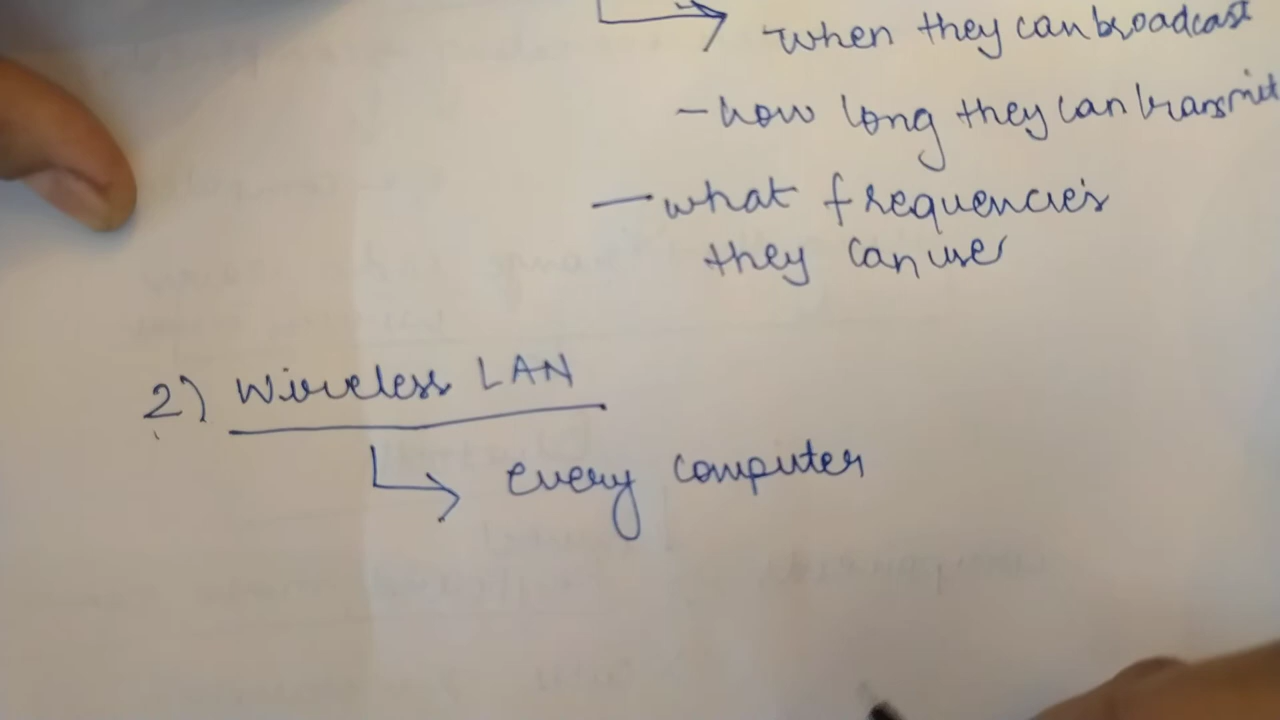 when they can broadcast
- how long they can transmit
- what frequencies
they can use
2) Wireless LAN
every computer